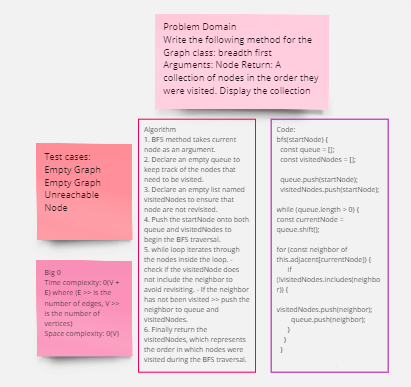 Problem Domain
Write the following method for the
Graph class: breadth first
Arguments: Node Return: A
collection of nodes in the order they
were visited. Display the collection
Test cases:
Empty Graph
Empty Graph
Unreachable
Node
Big 0
Time complexity: 0(V +
E) where (E >> is the
number of edges, V >>
is the number of
vertices)
Space complexity: 0(V)
Algorithm
1. BFS method takes current
node as an argument.
2. Declare an empty queue to
keep track of the nodes that
need to be visited.
3. Declare an empty list named
visitedNodes to ensure that
node are not revisited.
4. Push the startNode onto both
queue and visitedNodes to
begin the BFS traversal.
5. while loop iterates through
the nodes inside the loop. -
check if the visitedNode does
not include the neighbor to
avoid revisiting. - If the neighbor
has not been visited >> push the
neighbor to queue and
visitedNodes.
6. Finally return the
visitedNodes, which represents
the order in which nodes were
visited during the BFS traversal.
Code:
bfs(startNode) {
const queue = [];
const visitedNodes = [];
queue.push(startNode);
visitedNodes.push(startNode);
while (queue.length > 0) {
const currentNode =
queue.shift();
for (const neighbor of
this.adjacent[currentNode]) {
if
(!visitedNodes.includes(neighbo
r)) {
visitedNodes.push(neighbor);
queue.push(neighbor);
}
}
}